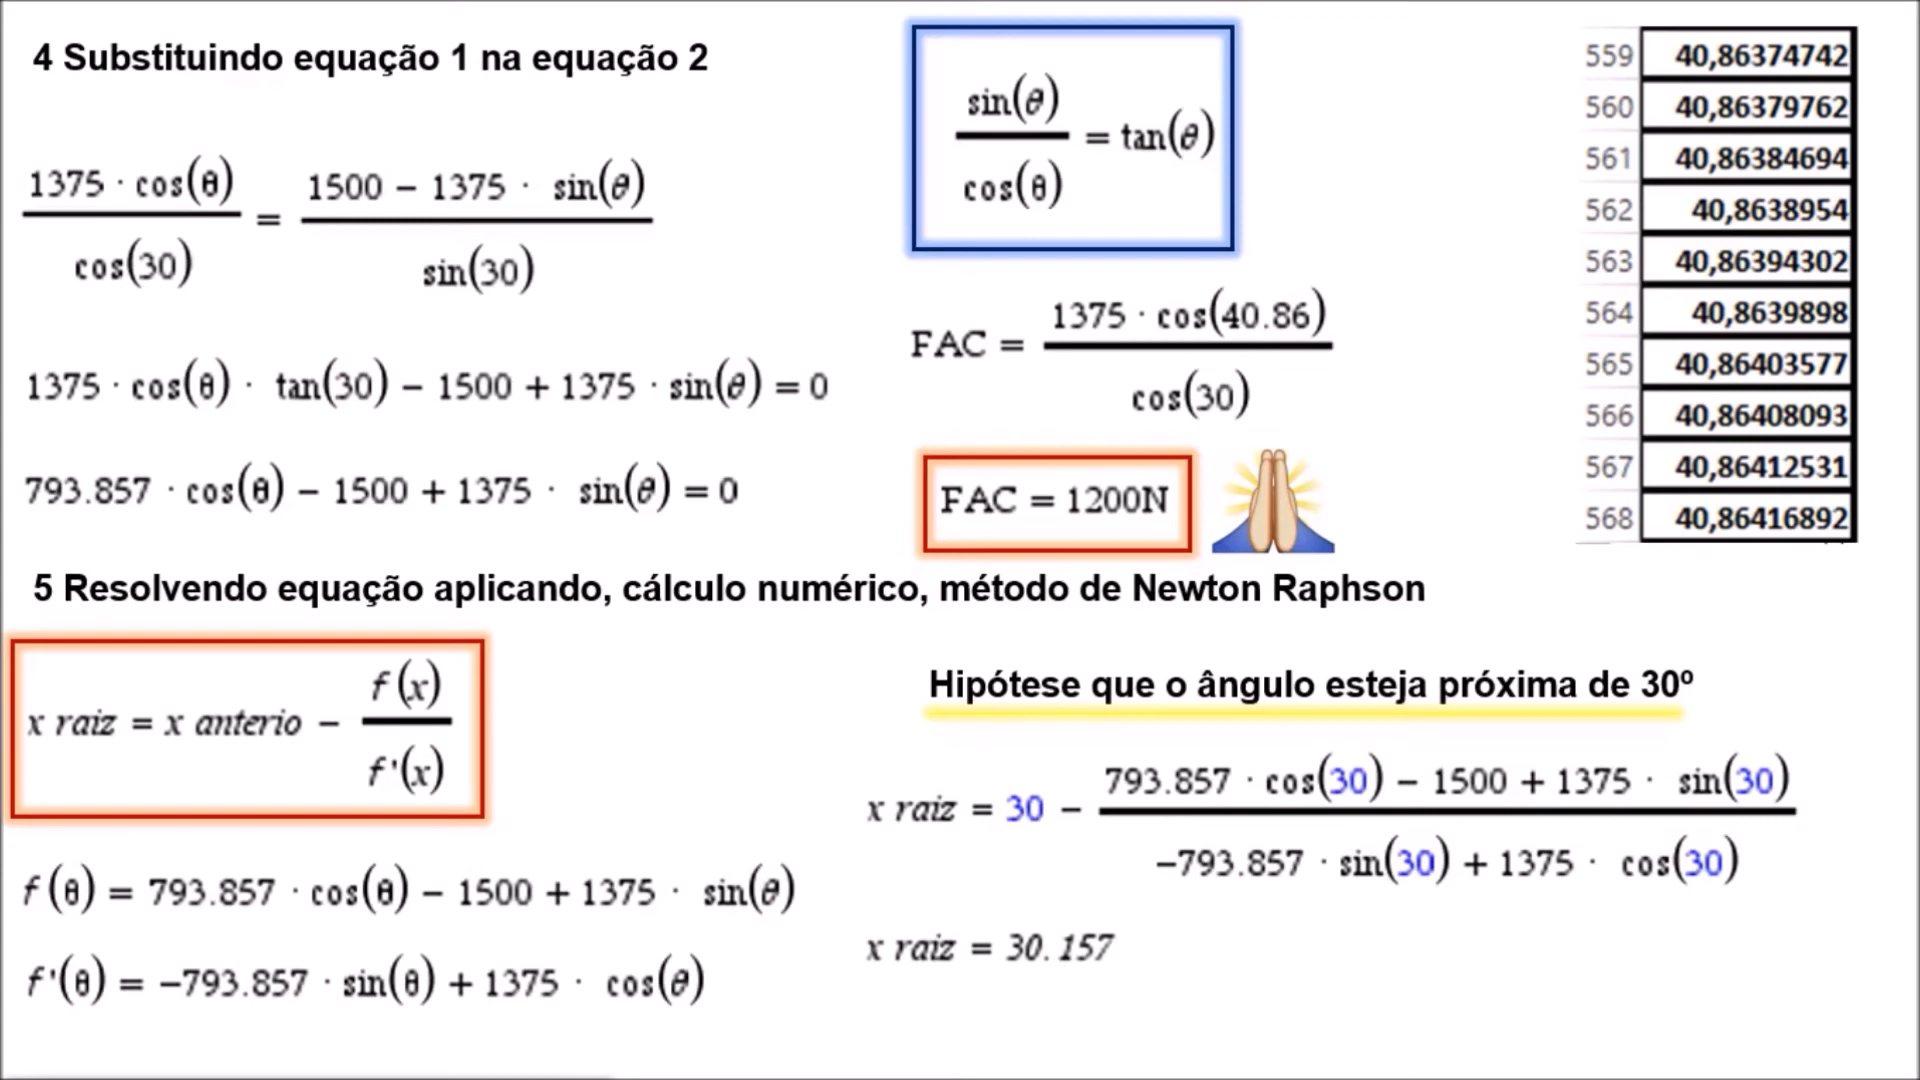 4 Substituindo equação 1 na equação 2
1375 · cos(θ) / cos(30) = 1500 − 1375 · sin(θ) / sin(30)
1375 · cos(θ) · tan(30) − 1500 + 1375 · sin(θ) = 0
793.857 · cos(θ) − 1500 + 1375 · sin(θ) = 0
sin(θ) / cos(θ) = tan(θ)
FAC = 1375 · cos(40.86) / cos(30)
FAC = 1200N
559 40,86374742
560 40,86379762
561 40,86384694
562 40,8638954
563 40,86394302
564 40,8639898
565 40,86403577
566 40,86408093
567 40,86412531
568 40,86416892
5 Resolvendo equação aplicando, cálculo numérico, método de Newton Raphson
x raiz = x anterio − f(x) / f'(x)
f(θ) = 793.857 · cos(θ) − 1500 + 1375 · sin(θ)
f'(θ) = −793.857 · sin(θ) + 1375 · cos(θ)
Hipótese que o ângulo esteja próxima de 30º
x raiz = 30 − 793.857 · cos(30) − 1500 + 1375 · sin(30) / −793.857 · sin(30) + 1375 · cos(30)
x raiz = 30.157